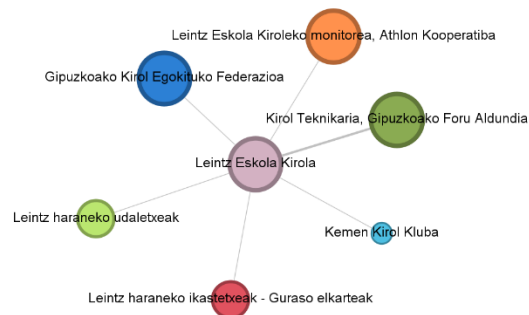 Leintz Eskola Kiroleko monitorea, Athlon Kooperatiba
Gipuzkoako Kirol Egokituko Federazioa
Kirol Teknikaria, Gipuzkoako Foru Aldundia
Leintz Eskola Kirola
Leintz haraneko udaletxeak
Kemen Kirol Kluba
Leintz haraneko ikastetxeak - Guraso elkarteak